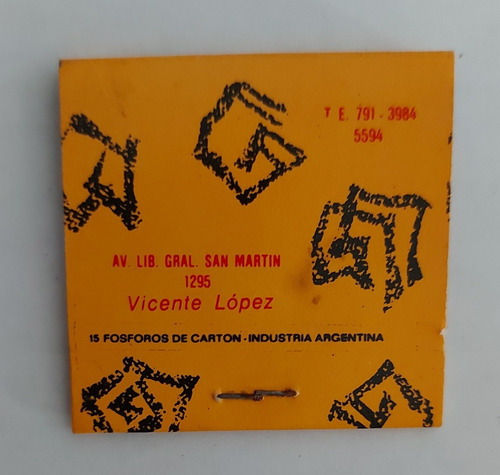 T E. 791-3984
5594
AV. LIB. GRAL. SAN MARTIN
1295
Vicente López
15 FOSFOROS DE CARTON-INDUSTRIA ARGENTINA